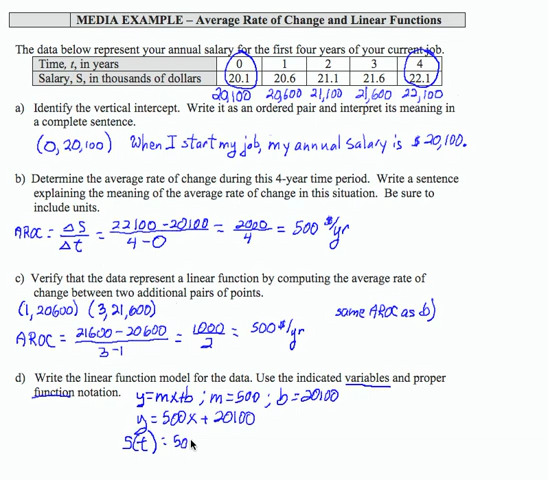 MEDIA EXAMPLE – Average Rate of Change and Linear Functions
The data below represent your annual salary for the first four years of your current job.
Time, t, in years 0 1 2 3 4
Salary, S, in thousands of dollars 20.1 20.6 21.1 21.6 22.1
20,100 20,600 21,100 21,600 22,100
a) Identify the vertical intercept. Write it as an ordered pair and interpret its meaning in
a complete sentence.
(0, 20,100) When I start my job, my annual salary is $20,100.
b) Determine the average rate of change during this 4-year time period. Write a sentence
explaining the meaning of the average rate of change in this situation. Be sure to
include units.
AROC = ΔS/Δt = (22100 - 20100)/(4 - 0) = 2000/4 = 500 $/yr
c) Verify that the data represent a linear function by computing the average rate of
change between two additional pairs of points.
(1, 20600) (3, 21,600) same AROC as b)
AROC = (21600 - 20600)/(3 - 1) = 1000/2 = 500 $/yr
d) Write the linear function model for the data. Use the indicated variables and proper
function notation.
y = mx + b ; m = 500 ; b = 20100
y = 500x + 20100
S(t) = 50